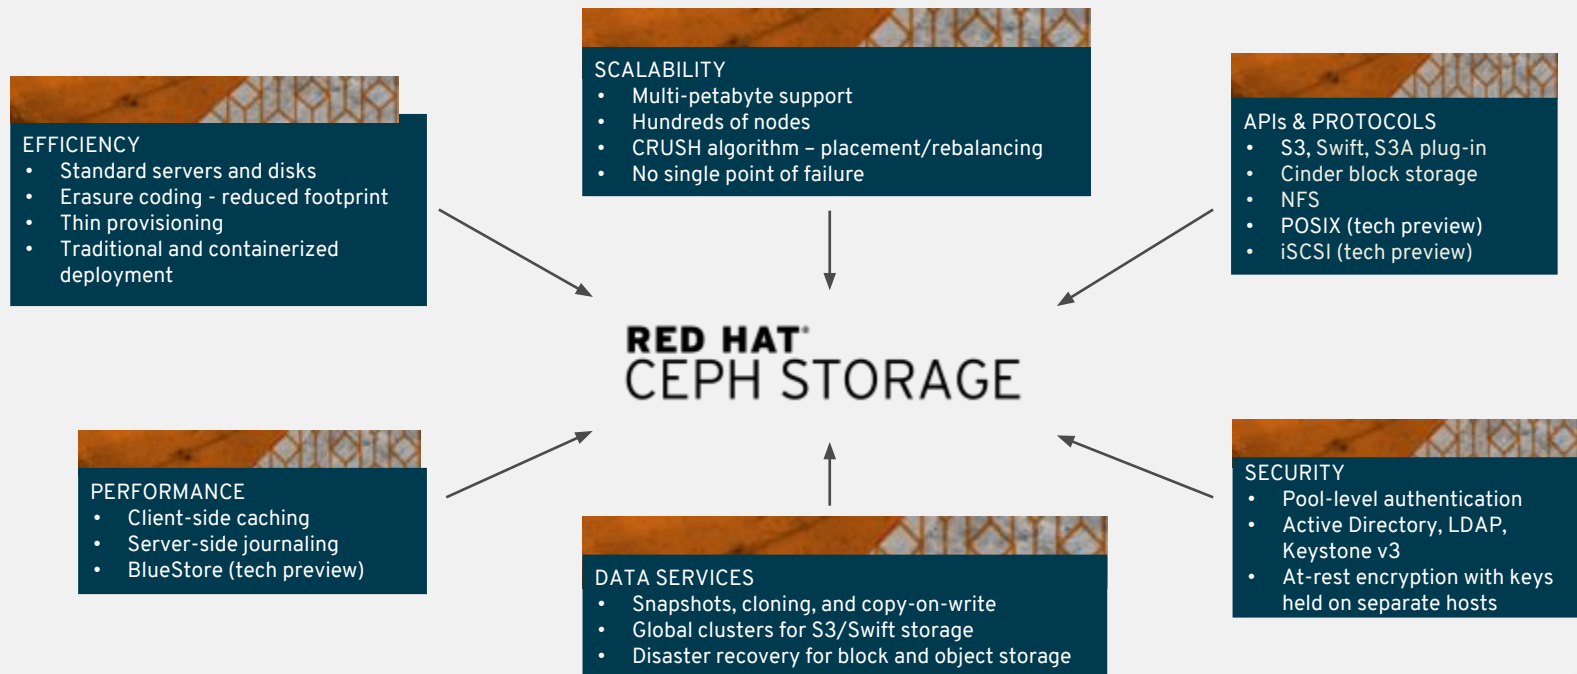 SCALABILITY
• Multi-petabyte support
• Hundreds of nodes
• CRUSH algorithm – placement/rebalancing
• No single point of failure
EFFICIENCY
• Standard servers and disks
• Erasure coding - reduced footprint
• Thin provisioning
• Traditional and containerized
deployment
APIs & PROTOCOLS
• S3, Swift, S3A plug-in
• Cinder block storage
• NFS
• POSIX (tech preview)
• iSCSI (tech preview)
RED HAT®
CEPH STORAGE
PERFORMANCE
• Client-side caching
• Server-side journaling
• BlueStore (tech preview)
DATA SERVICES
• Snapshots, cloning, and copy-on-write
• Global clusters for S3/Swift storage
• Disaster recovery for block and object storage
SECURITY
• Pool-level authentication
• Active Directory, LDAP,
Keystone v3
• At-rest encryption with keys
held on separate hosts